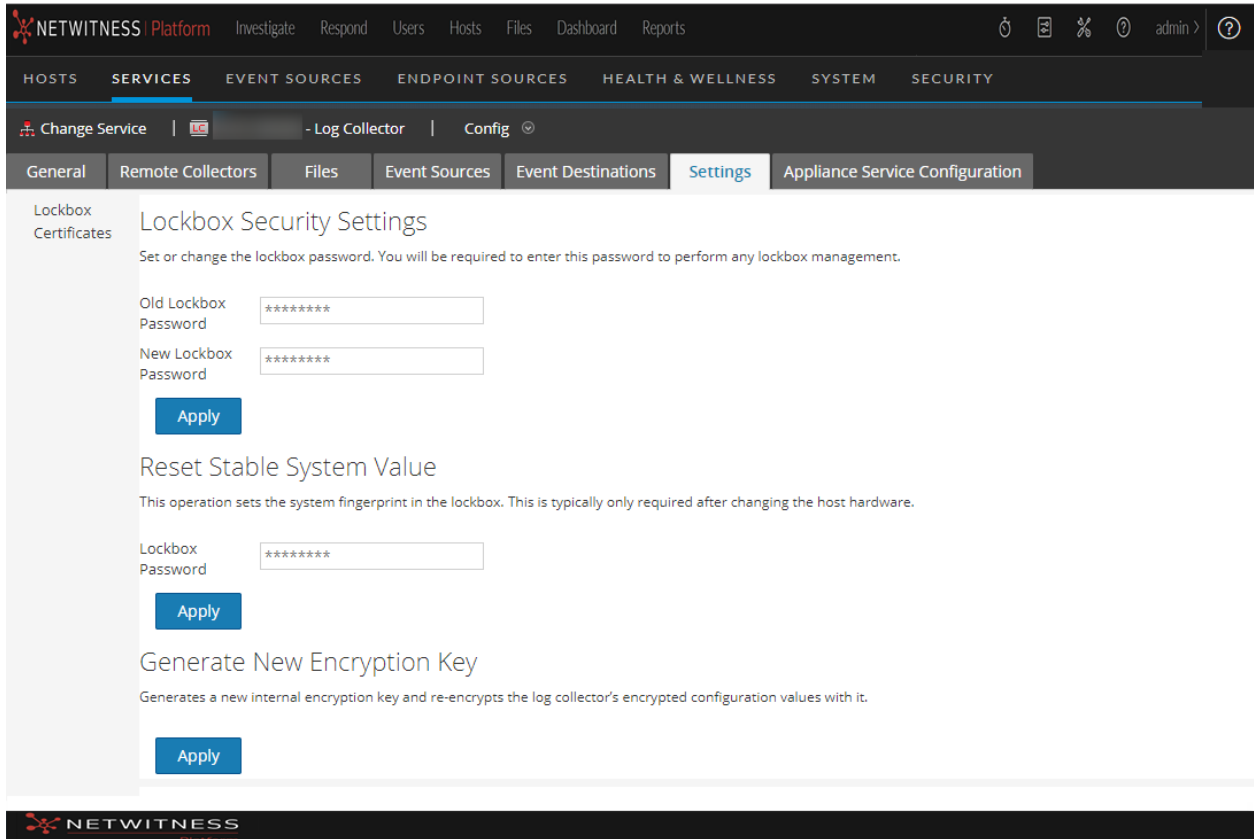 NETWITNESS | Platform Investigate Respond Users Hosts Files Dashboard Reports admin >
HOSTS SERVICES EVENT SOURCES ENDPOINT SOURCES HEALTH & WELLNESS SYSTEM SECURITY
Change Service | LC - Log Collector | Config
General Remote Collectors Files Event Sources Event Destinations Settings Appliance Service Configuration
Lockbox
Certificates
Lockbox Security Settings
Set or change the lockbox password. You will be required to enter this password to perform any lockbox management.
Old Lockbox
Password ********
New Lockbox
Password ********
Apply
Reset Stable System Value
This operation sets the system fingerprint in the lockbox. This is typically only required after changing the host hardware.
Lockbox
Password ********
Apply
Generate New Encryption Key
Generates a new internal encryption key and re-encrypts the log collector's encrypted configuration values with it.
Apply
NETWITNESS